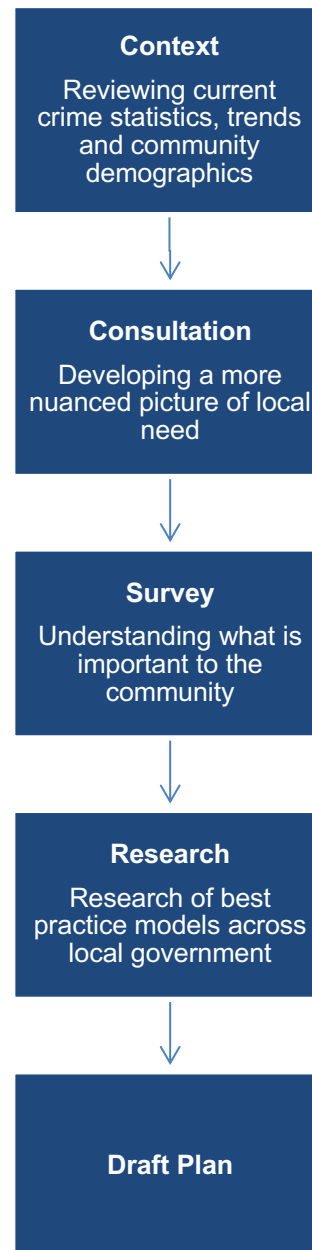 Context
Reviewing current
crime statistics, trends
and community
demographics
Consultation
Developing a more
nuanced picture of local
need
Survey
Understanding what is
important to the
community
Research
Research of best
practice models across
local government
Draft Plan